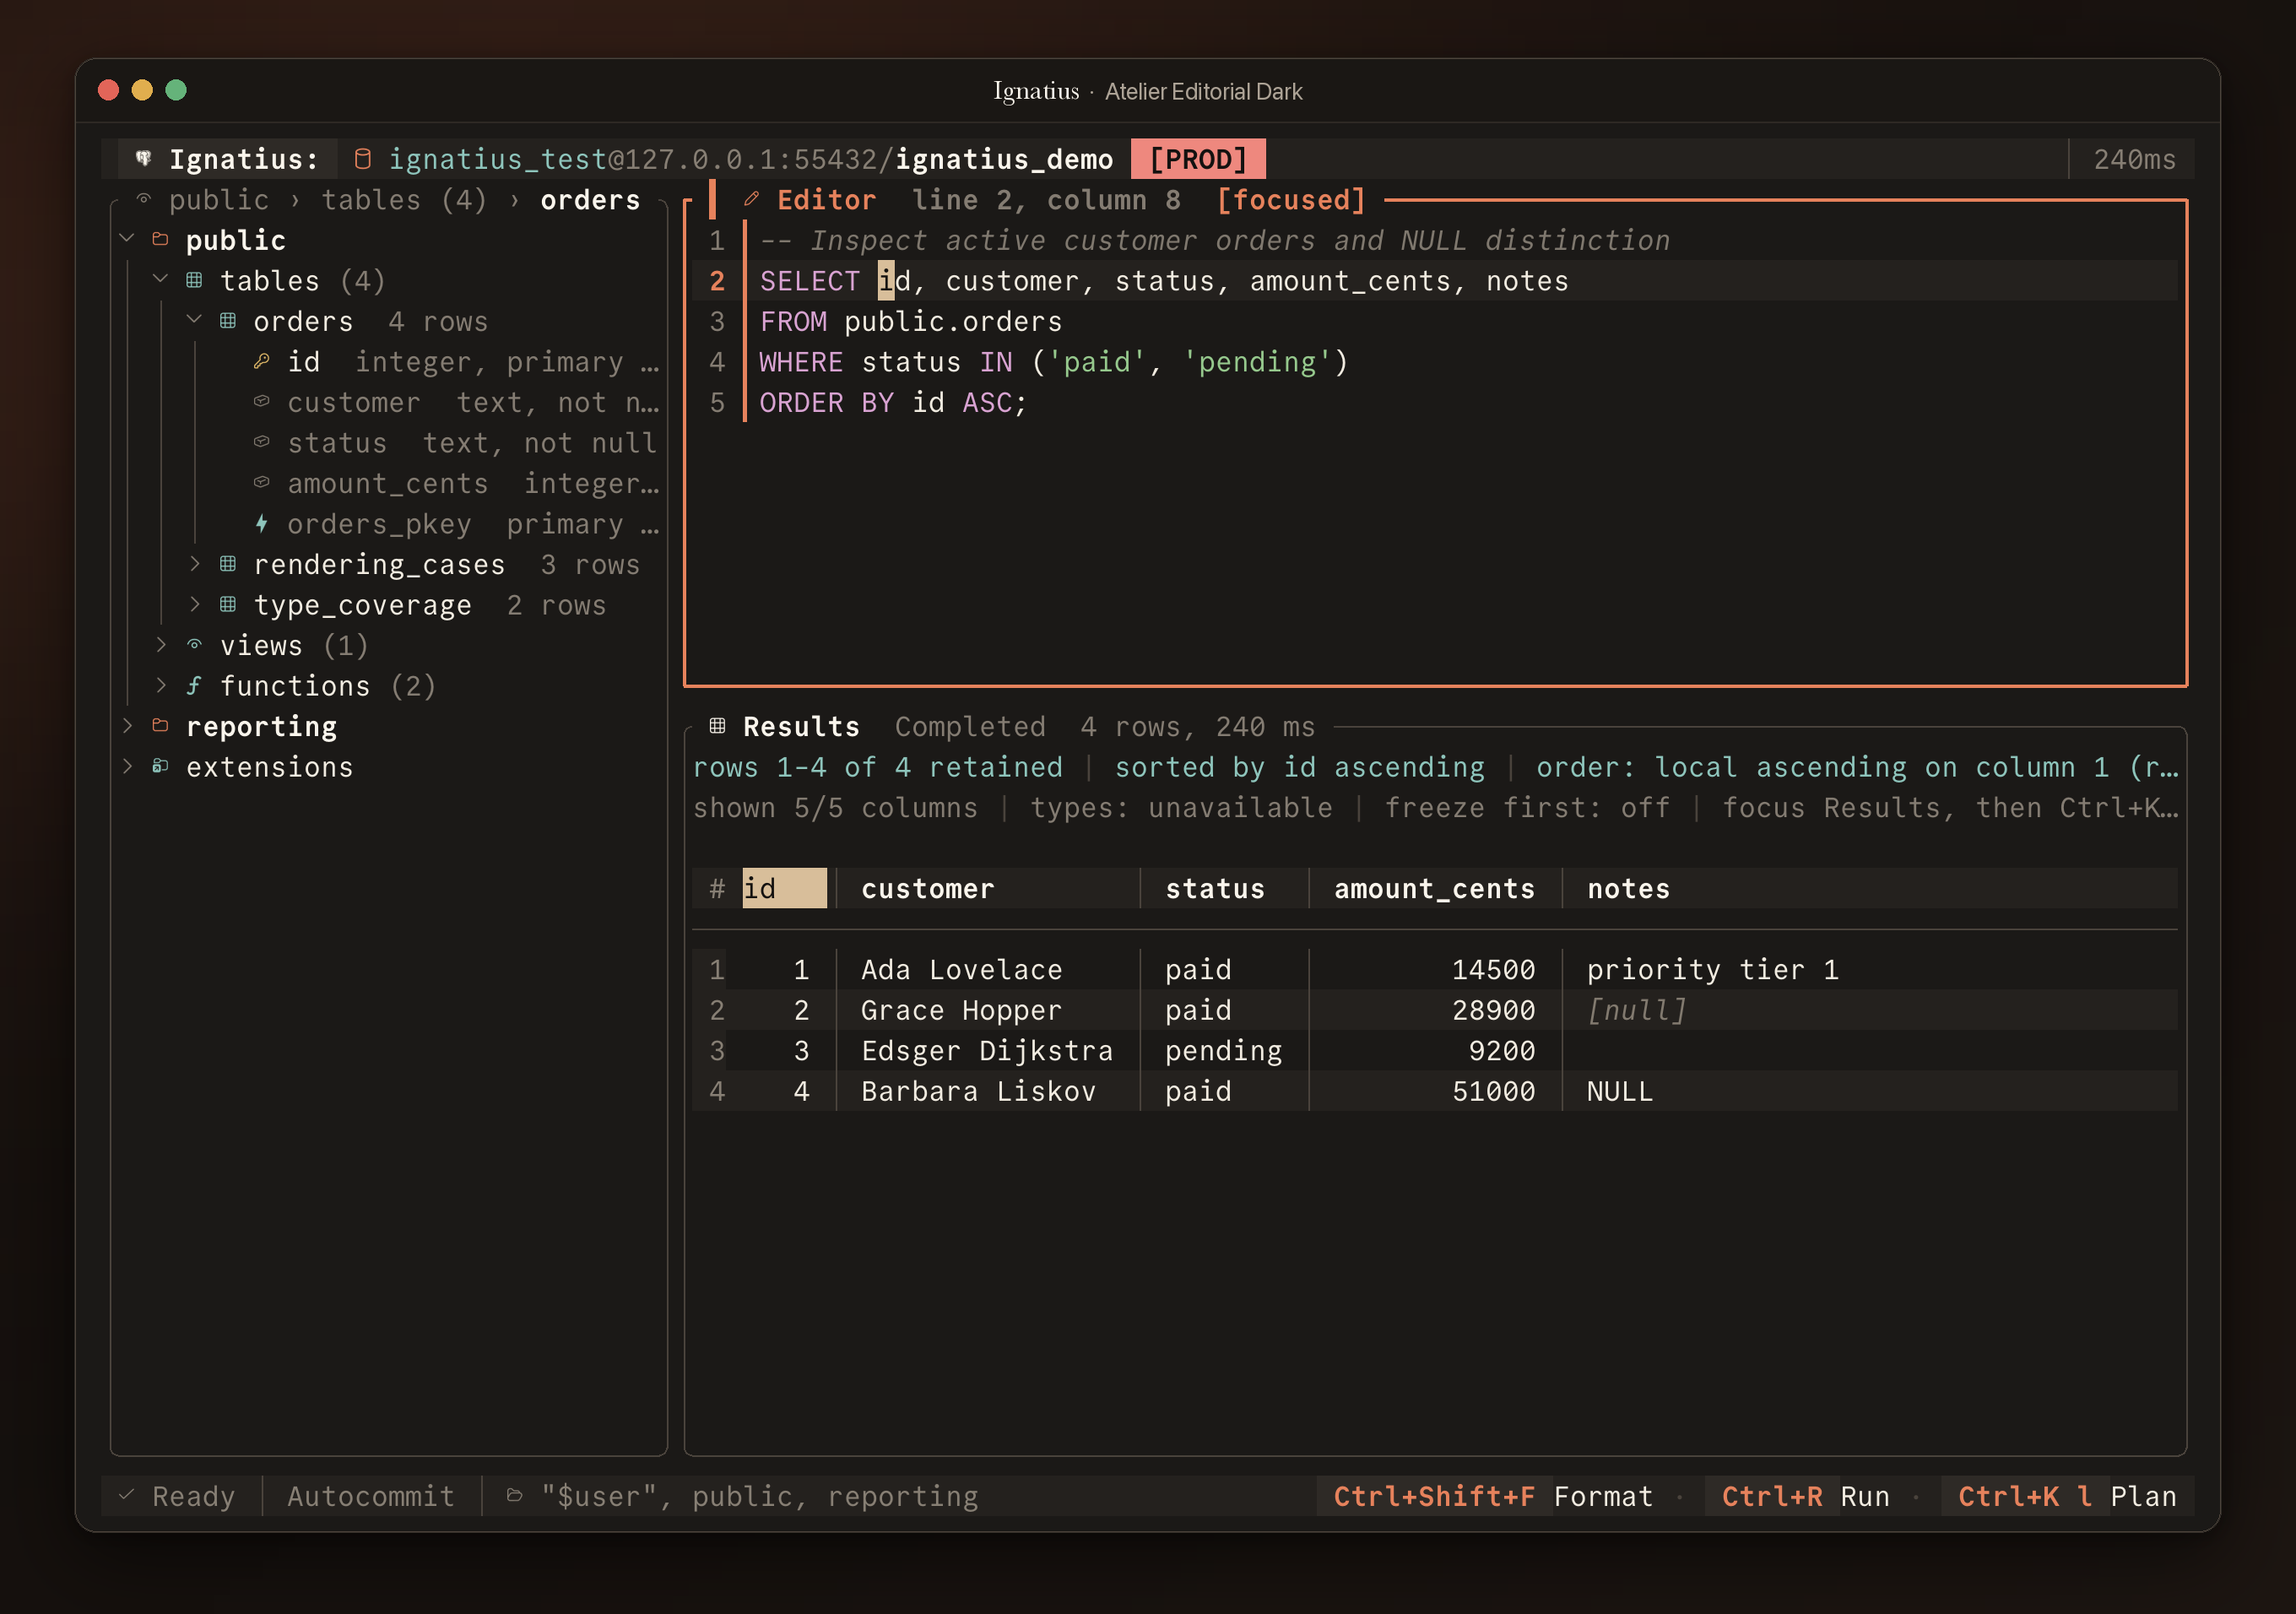 Ignatius · Atelier Editorial Dark
Ignatius: ignatius_test@127.0.0.1:55432/ignatius_demo [PROD] 240ms
public › tables (4) › orders
public
tables (4)
orders 4 rows
id integer, primary …
customer text, not n…
status text, not null
amount_cents integer…
orders_pkey primary …
rendering_cases 3 rows
type_coverage 2 rows
views (1)
functions (2)
reporting
extensions
Editor line 2, column 8 [focused]
1 -- Inspect active customer orders and NULL distinction
2 SELECT id, customer, status, amount_cents, notes
3 FROM public.orders
4 WHERE status IN ('paid', 'pending')
5 ORDER BY id ASC;
Results Completed 4 rows, 240 ms
rows 1–4 of 4 retained | sorted by id ascending | order: local ascending on column 1 (r…
shown 5/5 columns | types: unavailable | freeze first: off | focus Results, then Ctrl+K…
# id customer status amount_cents notes
1 1 Ada Lovelace paid 14500 priority tier 1
2 2 Grace Hopper paid 28900 [null]
3 3 Edsger Dijkstra pending 9200
4 4 Barbara Liskov paid 51000 NULL
Ready Autocommit "$user", public, reporting Ctrl+Shift+F Format · Ctrl+R Run · Ctrl+K l Plan